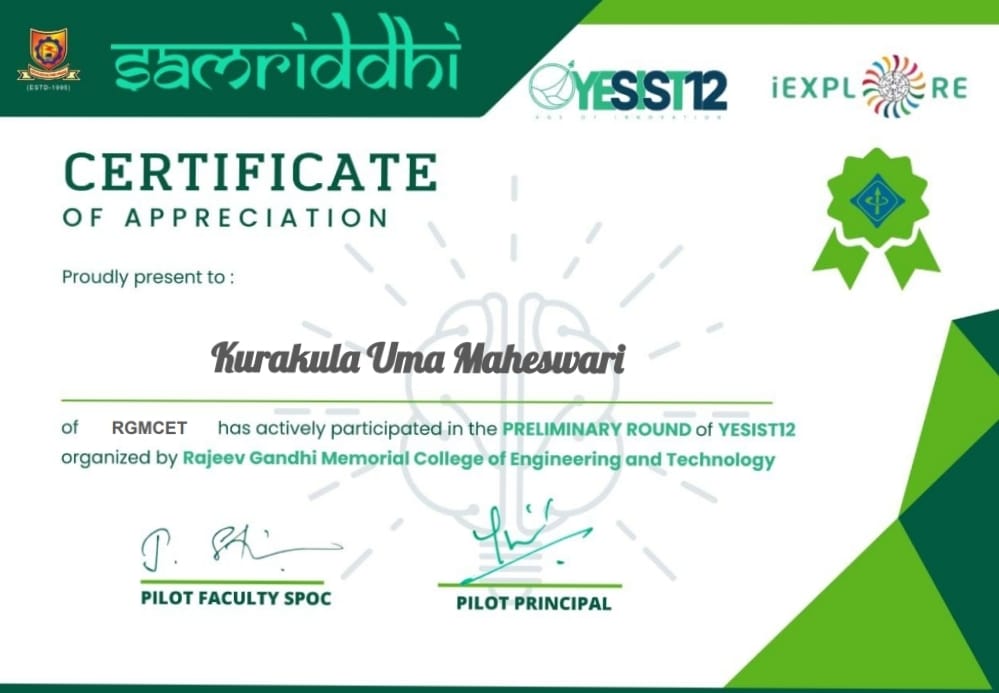 samriddhi
(ESTD-1995)
YESIST12
AGE OF INNOVATION
iEXPLORE
CERTIFICATE
OF APPRECIATION
Proudly present to :
Kurakula Uma Maheswari
of RGMCET has actively participated in the PRELIMINARY ROUND of YESIST12
organized by Rajeev Gandhi Memorial College of Engineering and Technology
PILOT FACULTY SPOC
PILOT PRINCIPAL